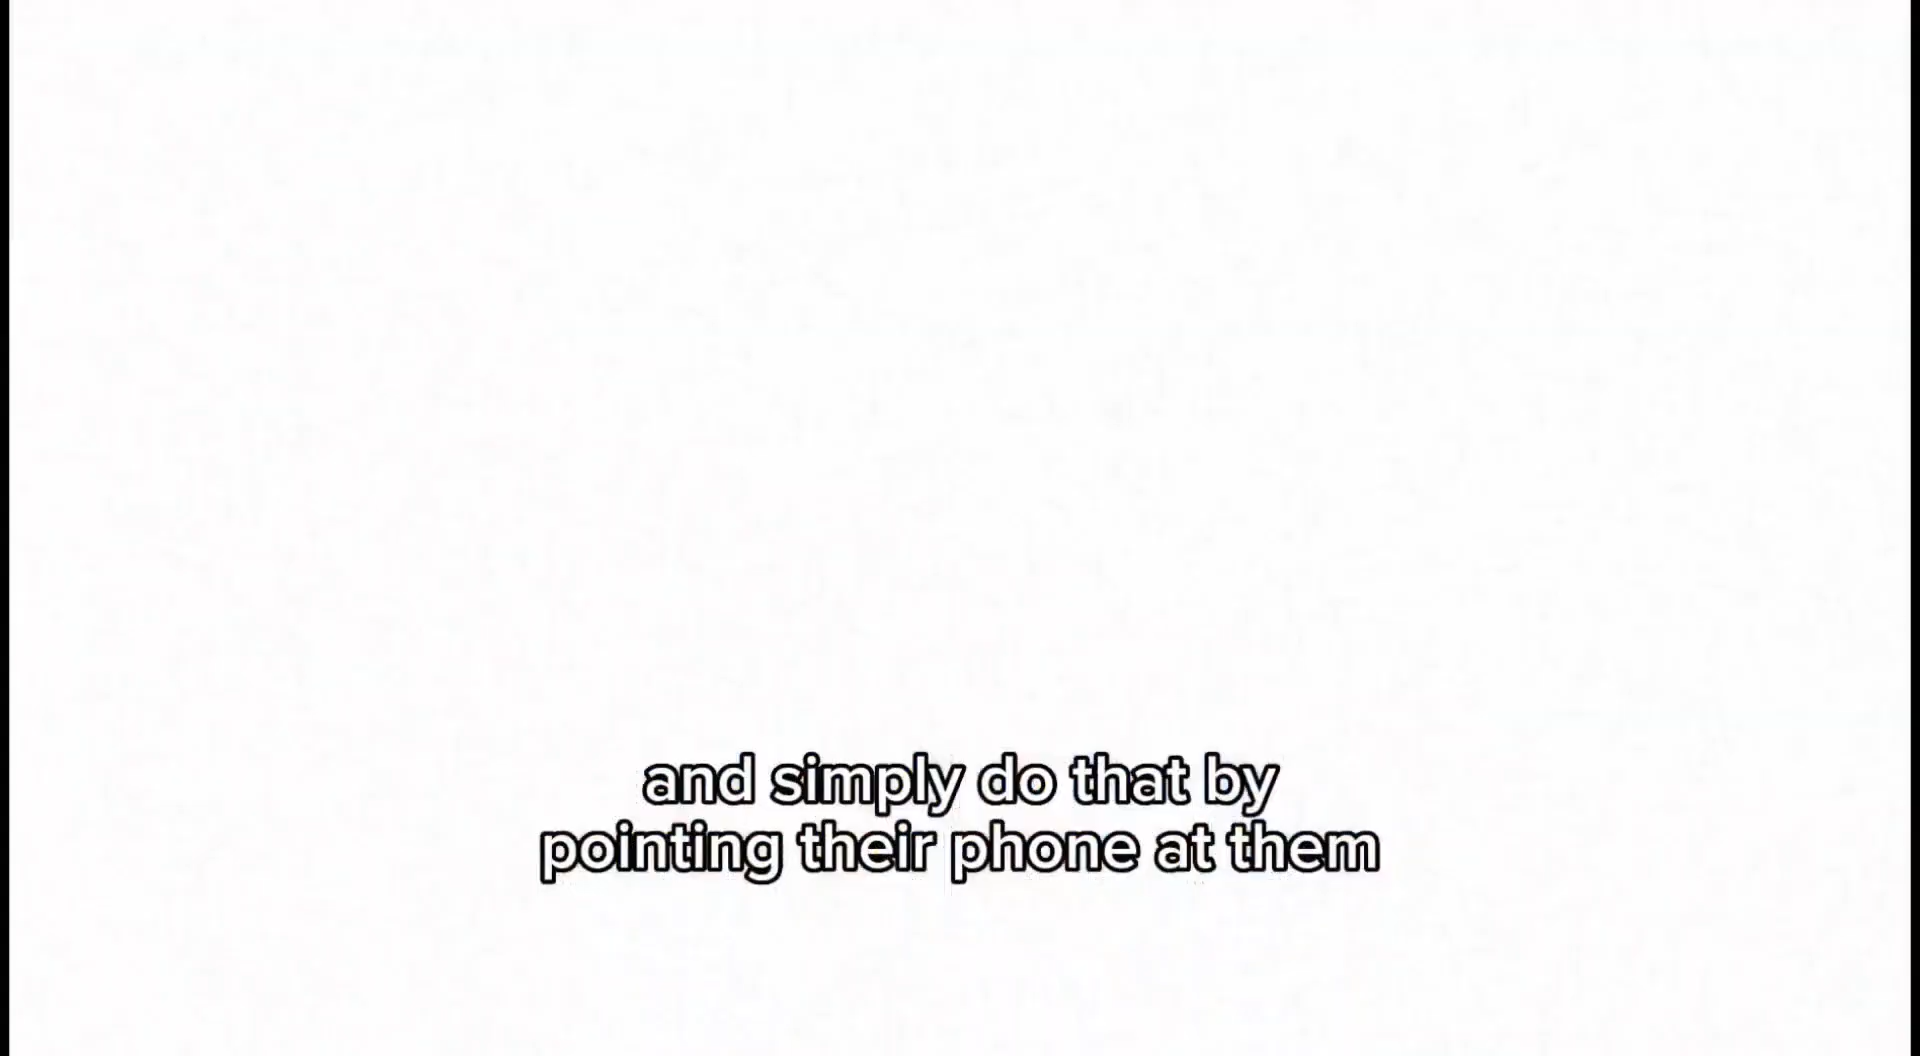 and simply do that by
pointing their phone at them